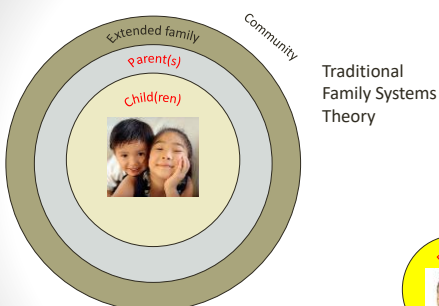 Community
Extended family
Parent(s)
Child(ren)
Traditional
Family Systems
Theory